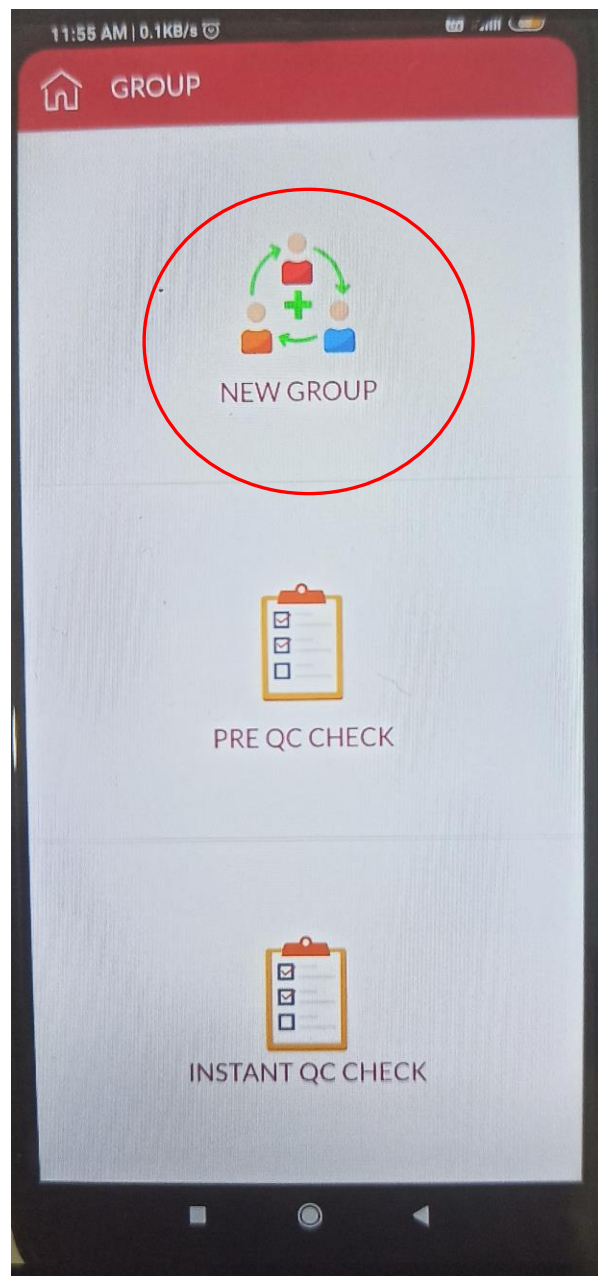 11:55 AM | 0.1KB/s
GROUP
NEW GROUP
PRE QC CHECK
INSTANT QC CHECK